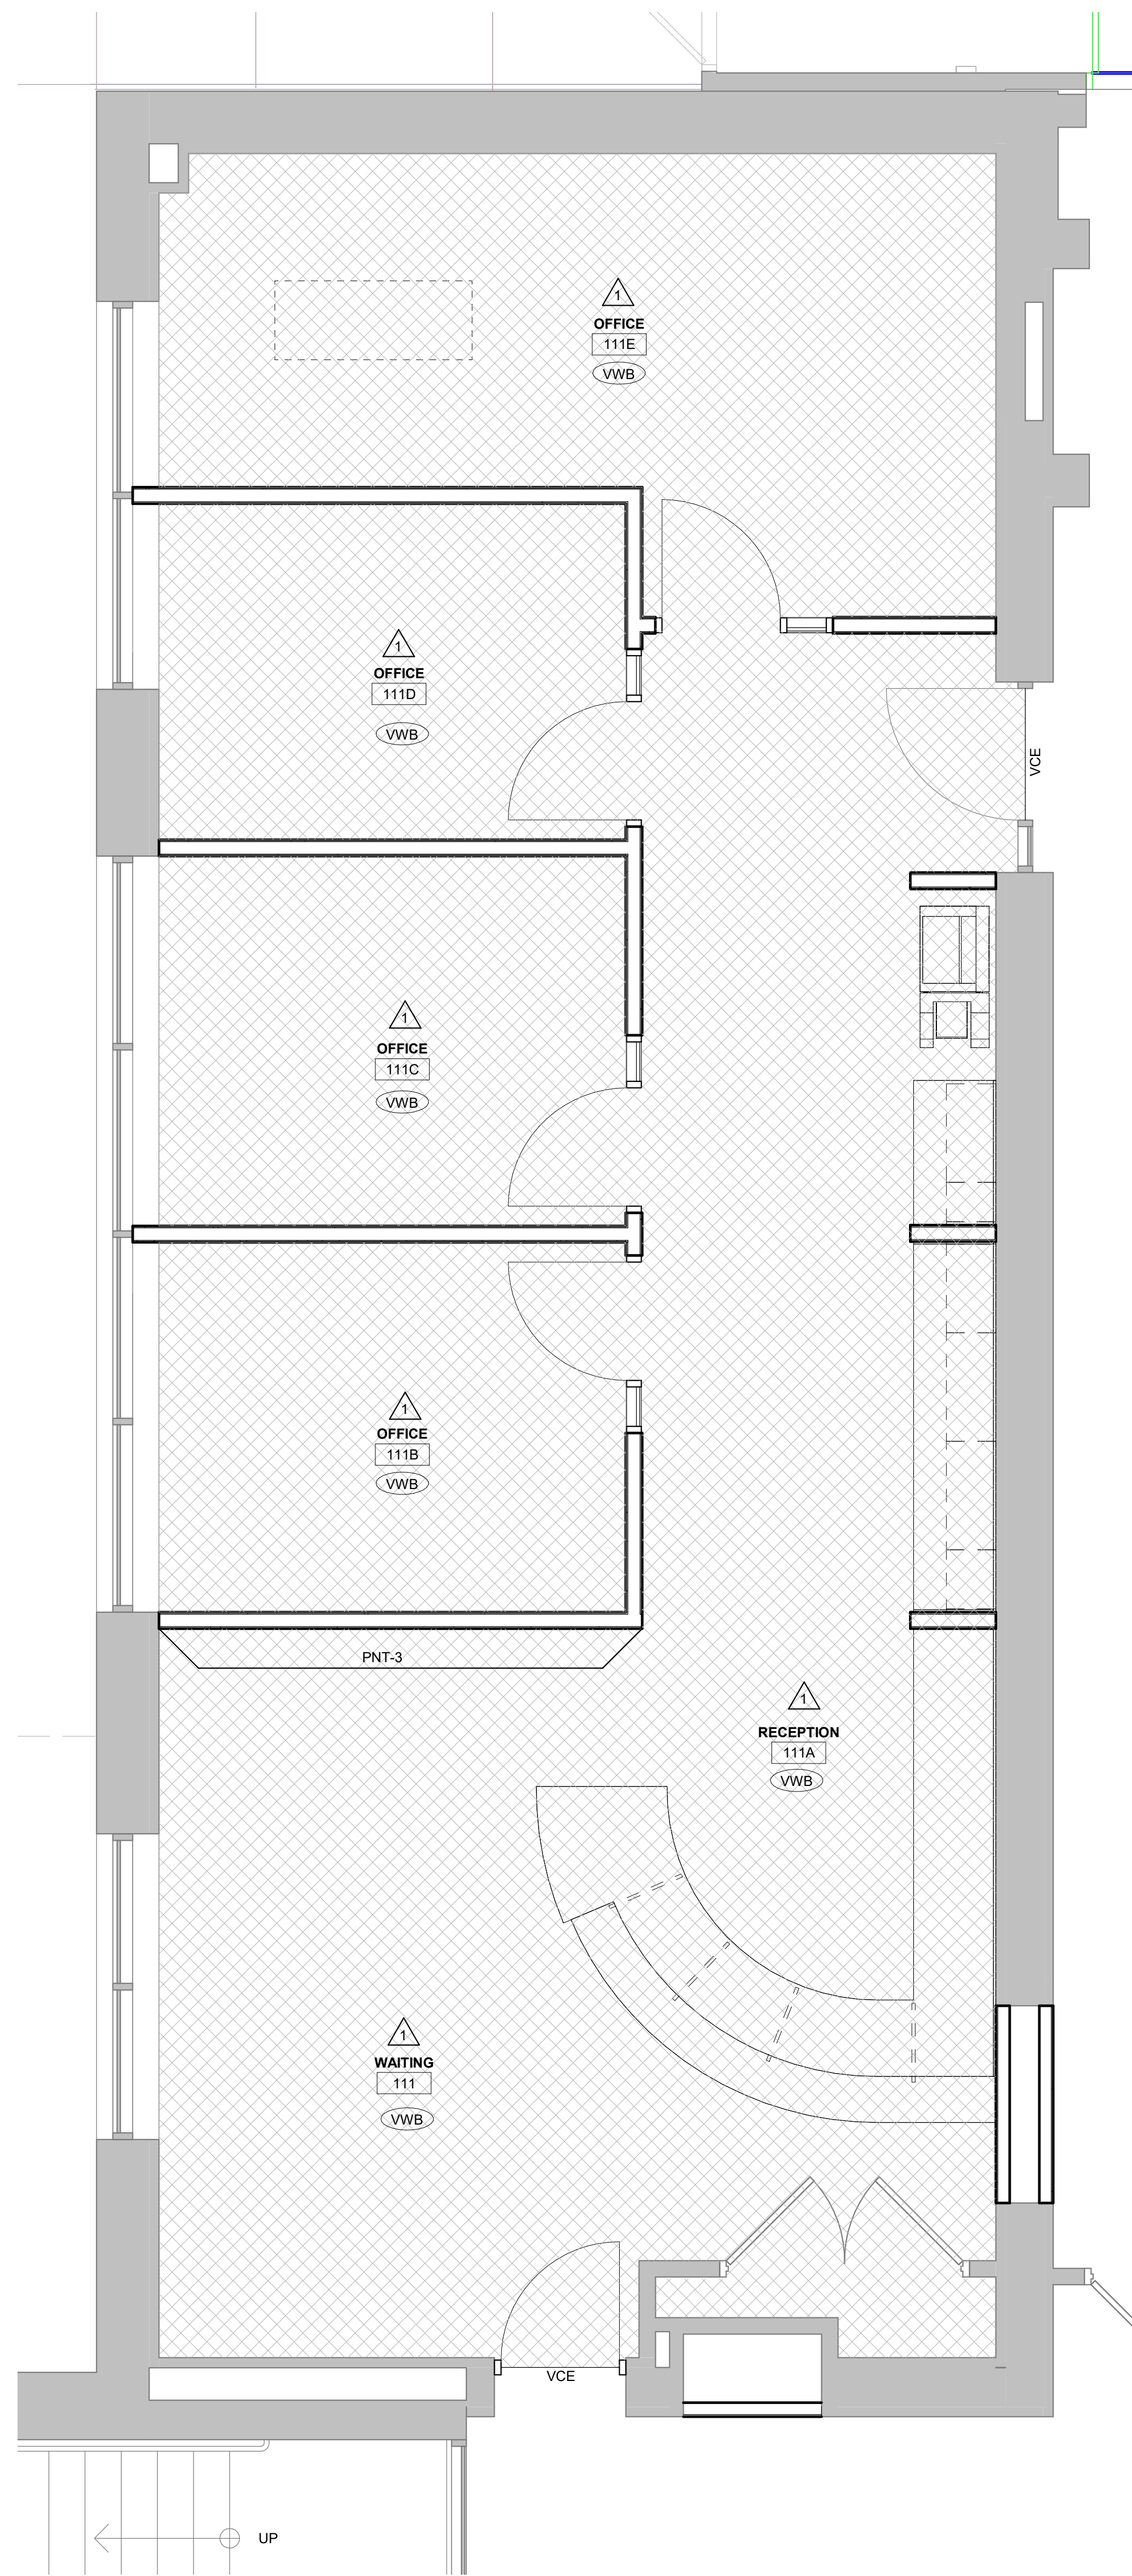 1
OFFICE
111E
VWB
1
OFFICE
111D
VWB
VCE
1
OFFICE
111C
VWB
1
OFFICE
111B
VWB
PNT-3
1
RECEPTION
111A
VWB
1
WAITING
111
VWB
VCE
UP